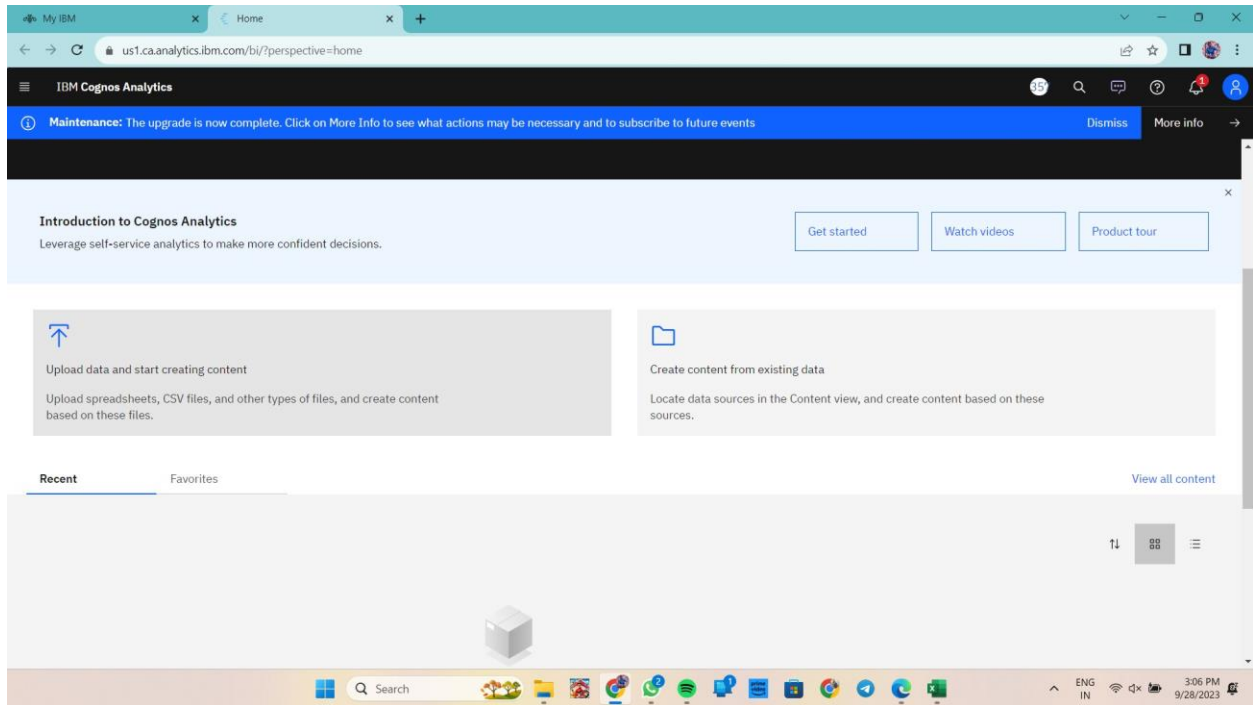 My IBM
Home
us1.ca.analytics.ibm.com/bi/?perspective=home
IBM Cognos Analytics
357
1
Maintenance: The upgrade is now complete. Click on More Info to see what actions may be necessary and to subscribe to future events
Dismiss
More info
Introduction to Cognos Analytics
Leverage self-service analytics to make more confident decisions.
Get started
Watch videos
Product tour
Upload data and start creating content
Upload spreadsheets, CSV files, and other types of files, and create content
based on these files.
Create content from existing data
Locate data sources in the Content view, and create content based on these
sources.
Recent
Favorites
View all content
Search
2
1
ENG
IN
3:06 PM
9/28/2023